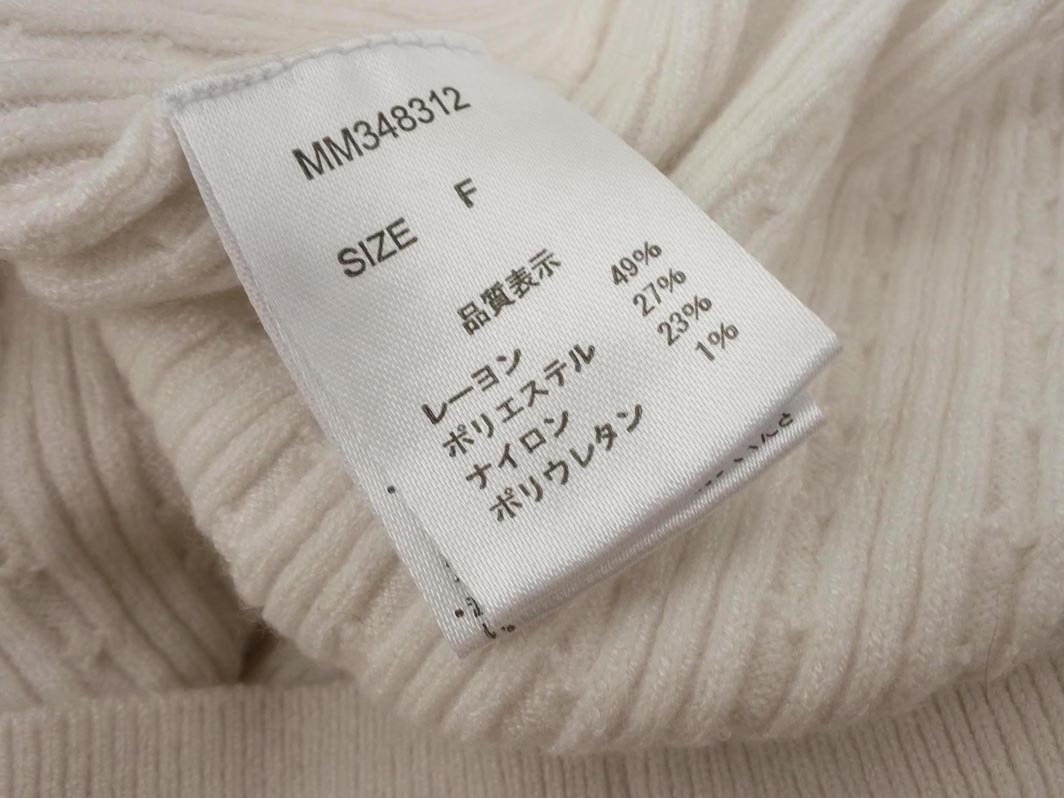 MM348312
SIZE F
品質表示
レーヨン 49%
ポリエステル 27%
ナイロン 23%
ポリウレタン 1%